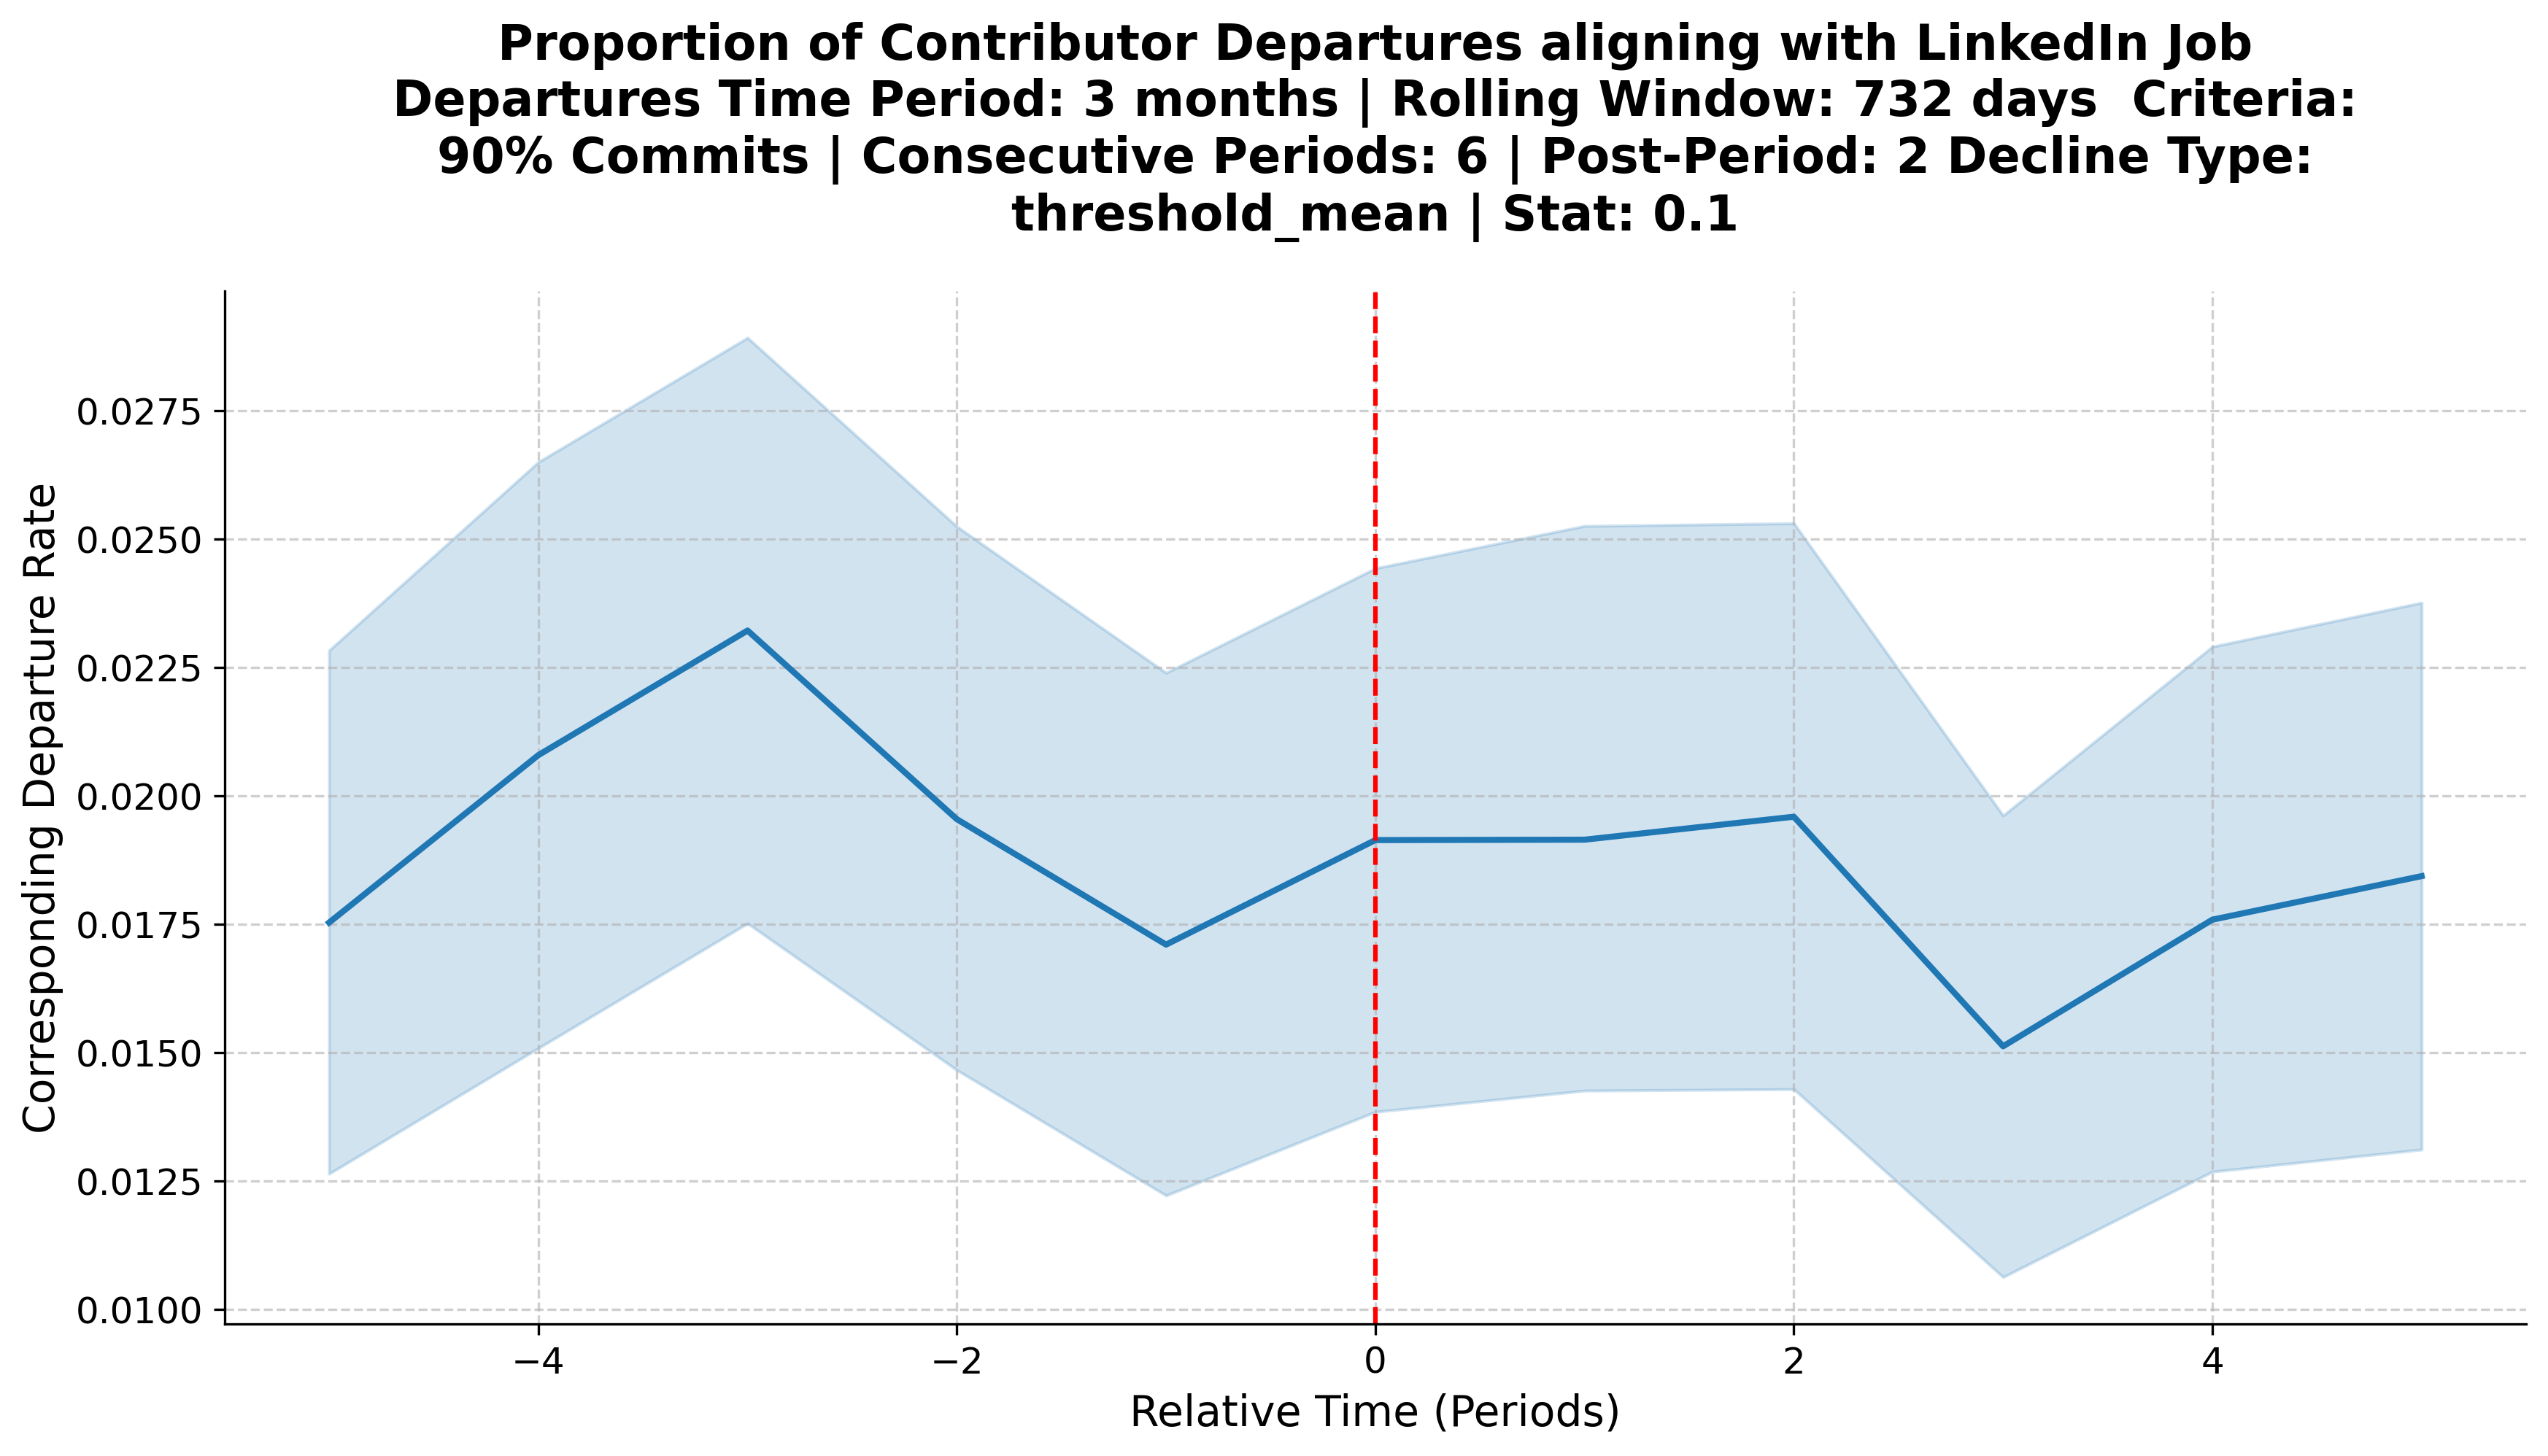 Proportion of Contributor Departures aligning with LinkedIn Job
Departures Time Period: 3 months | Rolling Window: 732 days  Criteria:
90% Commits | Consecutive Periods: 6 | Post-Period: 2 Decline Type:
threshold_mean | Stat: 0.1
Corresponding Departure Rate
0.0275
0.0250
0.0225
0.0200
0.0175
0.0150
0.0125
0.0100
−4
−2
0
2
4
Relative Time (Periods)